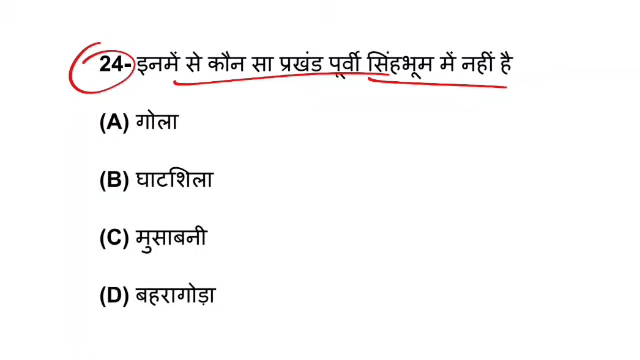 24- इनमें से कौन सा प्रखंड पूर्वी सिंहभूम में नहीं है
(A) गोला
(B) घाटशिला
(C) मुसाबनी
(D) बहरागोड़ा